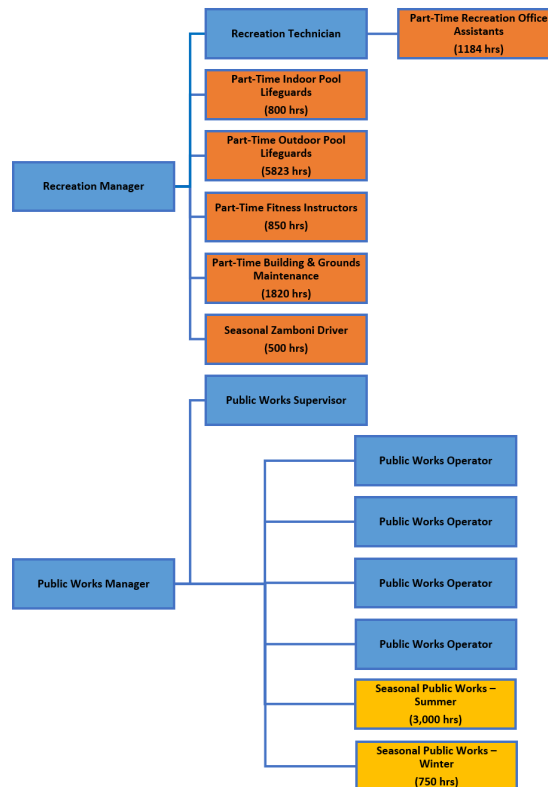 Recreation Technician
Part-Time Recreation Office
Assistants
(1184 hrs)
Part-Time Indoor Pool
Lifeguards
(800 hrs)
Part-Time Outdoor Pool
Lifeguards
(5823 hrs)
Recreation Manager
Part-Time Fitness Instructors
(850 hrs)
Part-Time Building & Grounds
Maintenance
(1820 hrs)
Seasonal Zamboni Driver
(500 hrs)
Public Works Supervisor
Public Works Operator
Public Works Operator
Public Works Manager
Public Works Operator
Public Works Operator
Seasonal Public Works –
Summer
(3,000 hrs)
Seasonal Public Works –
Winter
(750 hrs)